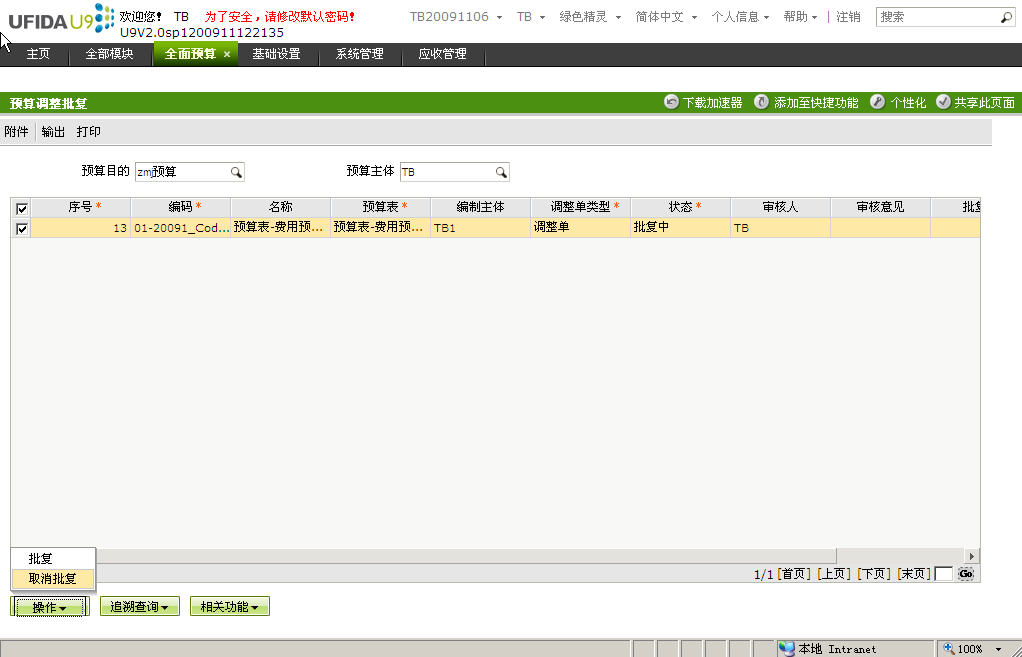 UFIDA U9 欢迎您! TB 为了安全，请修改默认密码! TB20091106 TB 绿色精灵 简体中文 个人信息 帮助 | 注销 搜索
U9V2.0sp1200911122135
主页 全部模块 全面预算 × 基础设置 系统管理 应收管理
预算调整批复 下载加速器 添加至快捷功能 个性化 共享此页面
附件 输出 打印
预算目的 zmj预算 预算主体 TB
序号* 编码* 名称 预算表* 编制主体 调整单类型* 状态* 审核人 审核意见 批
13 01-20091_Cod... 预算表-费用预... 预算表-费用预... TB1 调整单 批复中 TB
批复
1/1 [首页] [上页] [下页] [末页] Go
取消批复
操作 追溯查询 相关功能
本地 Intranet 100%